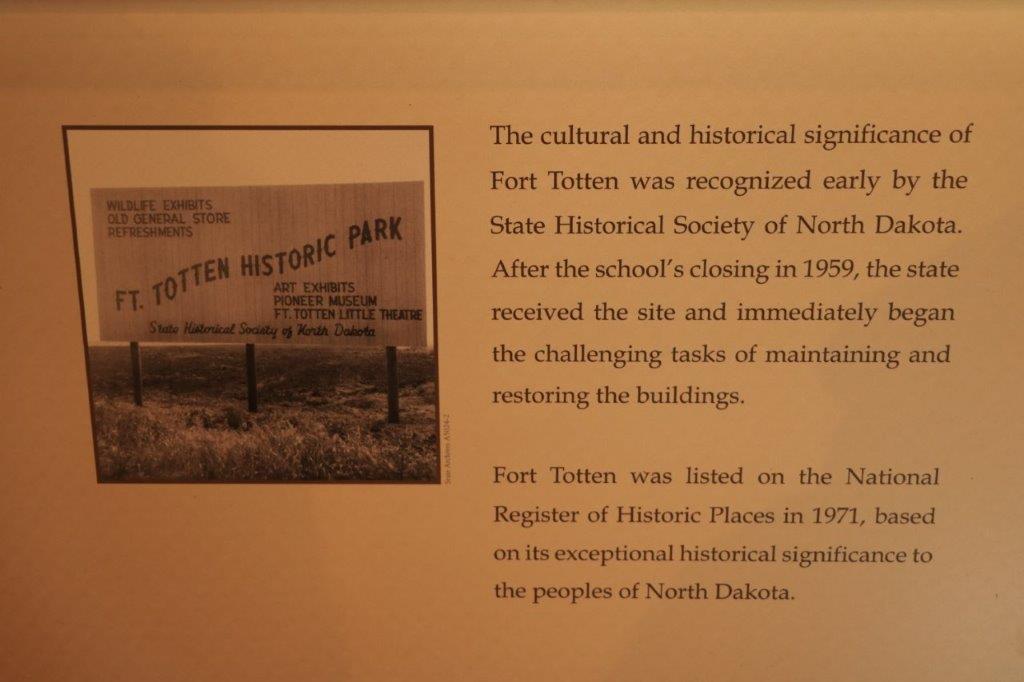 WILDLIFE EXHIBITS
OLD GENERAL STORE
REFRESHMENTS
FT. TOTTEN HISTORIC PARK
ART EXHIBITS
PIONEER MUSEUM
FT. TOTTEN LITTLE THEATRE
State Historical Society of North Dakota
The cultural and historical significance of
Fort Totten was recognized early by the
State Historical Society of North Dakota.
After the school's closing in 1959, the state
received the site and immediately began
the challenging tasks of maintaining and
restoring the buildings.
Fort Totten was listed on the National
Register of Historic Places in 1971, based
on its exceptional historical significance to
the peoples of North Dakota.